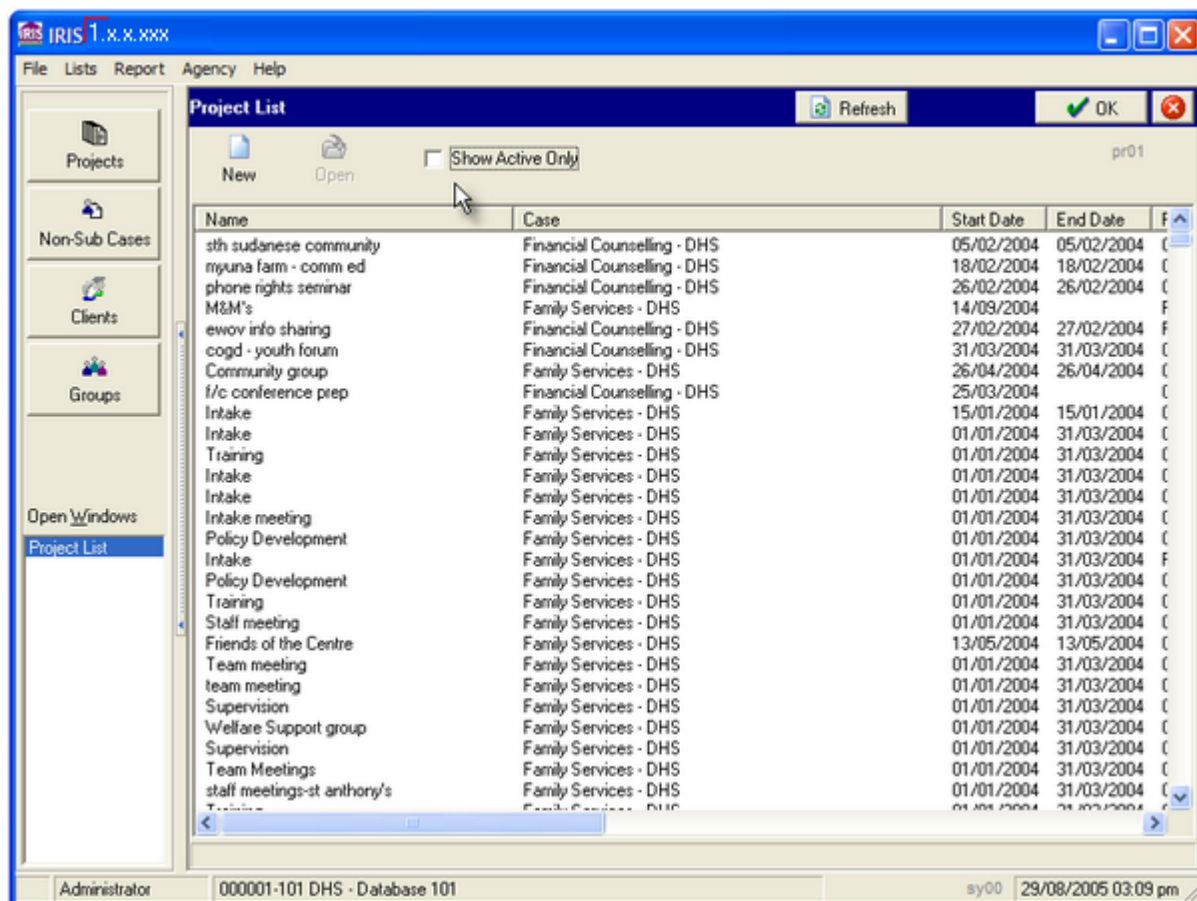 IRIS 1.x.x.xxx
File Lists Report Agency Help
Project List Refresh OK
Projects
Non-Sub Cases
Clients
Groups
Open Windows
Project List
New Open Show Active Only pr01
Name Case Start Date End Date F
sth sudanese community Financial Counselling - DHS 05/02/2004 05/02/2004
myuna farm - comm ed Financial Counselling - DHS 18/02/2004 18/02/2004
phone rights seminar Financial Counselling - DHS 26/02/2004 26/02/2004
M&M's Family Services - DHS 14/09/2004 F
ewov info sharing Financial Counselling - DHS 27/02/2004 27/02/2004 F
cogd - youth forum Financial Counselling - DHS 31/03/2004 31/03/2004
Community group Family Services - DHS 26/04/2004 26/04/2004
f/c conference prep Financial Counselling - DHS 25/03/2004
Intake Family Services - DHS 15/01/2004 15/01/2004
Intake Family Services - DHS 01/01/2004 31/03/2004
Training Family Services - DHS 01/01/2004 31/03/2004
Intake Family Services - DHS 01/01/2004 31/03/2004
Intake Family Services - DHS 01/01/2004 31/03/2004
Intake meeting Family Services - DHS 01/01/2004 31/03/2004
Policy Development Family Services - DHS 01/01/2004 31/03/2004
Intake Family Services - DHS 01/01/2004 31/03/2004 F
Policy Development Family Services - DHS 01/01/2004 31/03/2004
Training Family Services - DHS 01/01/2004 31/03/2004
Staff meeting Family Services - DHS 01/01/2004 31/03/2004
Friends of the Centre Family Services - DHS 13/05/2004 13/05/2004
Team meeting Family Services - DHS 01/01/2004 31/03/2004
team meeting Family Services - DHS 01/01/2004 31/03/2004
Supervision Family Services - DHS 01/01/2004 31/03/2004
Welfare Support group Family Services - DHS 01/01/2004 31/03/2004
Supervision Family Services - DHS 01/01/2004 31/03/2004
Team Meetings Family Services - DHS 01/01/2004 31/03/2004
staff meetings-st anthony's Family Services - DHS 01/01/2004 31/03/2004
Administrator 000001-101 DHS - Database 101 sy00 29/08/2005 03:09 pm